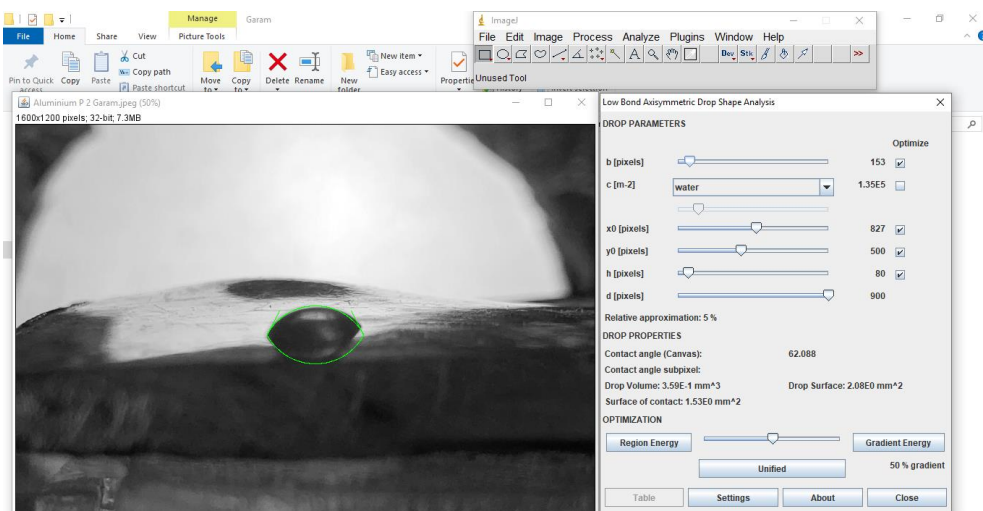 Manage
Garam
File
Home
Share
View
Picture Tools
Pin to Quick
access
Copy
Paste
Cut
Copy path
Paste shortcut
Move
to
Copy
to
Delete
Rename
New
folder
New item
Easy access
Properties
ImageJ
File Edit Image Process Analyze Plugins Window Help
A
Dev
Stk
>>
Unused Tool
Aluminium P 2 Garam.jpeg (50%)
1600x1200 pixels; 32-bit; 7.3MB
Low Bond Axisymmetric Drop Shape Analysis
DROP PARAMETERS
Optimize
b [pixels] 153
c [m-2] water 1.35E5
x0 [pixels] 827
y0 [pixels] 500
h [pixels] 80
d [pixels] 900
Relative approximation: 5 %
DROP PROPERTIES
Contact angle (Canvas): 62.088
Contact angle subpixel:
Drop Volume: 3.59E-1 mm^3 Drop Surface: 2.08E0 mm^2
Surface of contact: 1.53E0 mm^2
OPTIMIZATION
Region Energy
Gradient Energy
Unified
50 % gradient
Table
Settings
About
Close